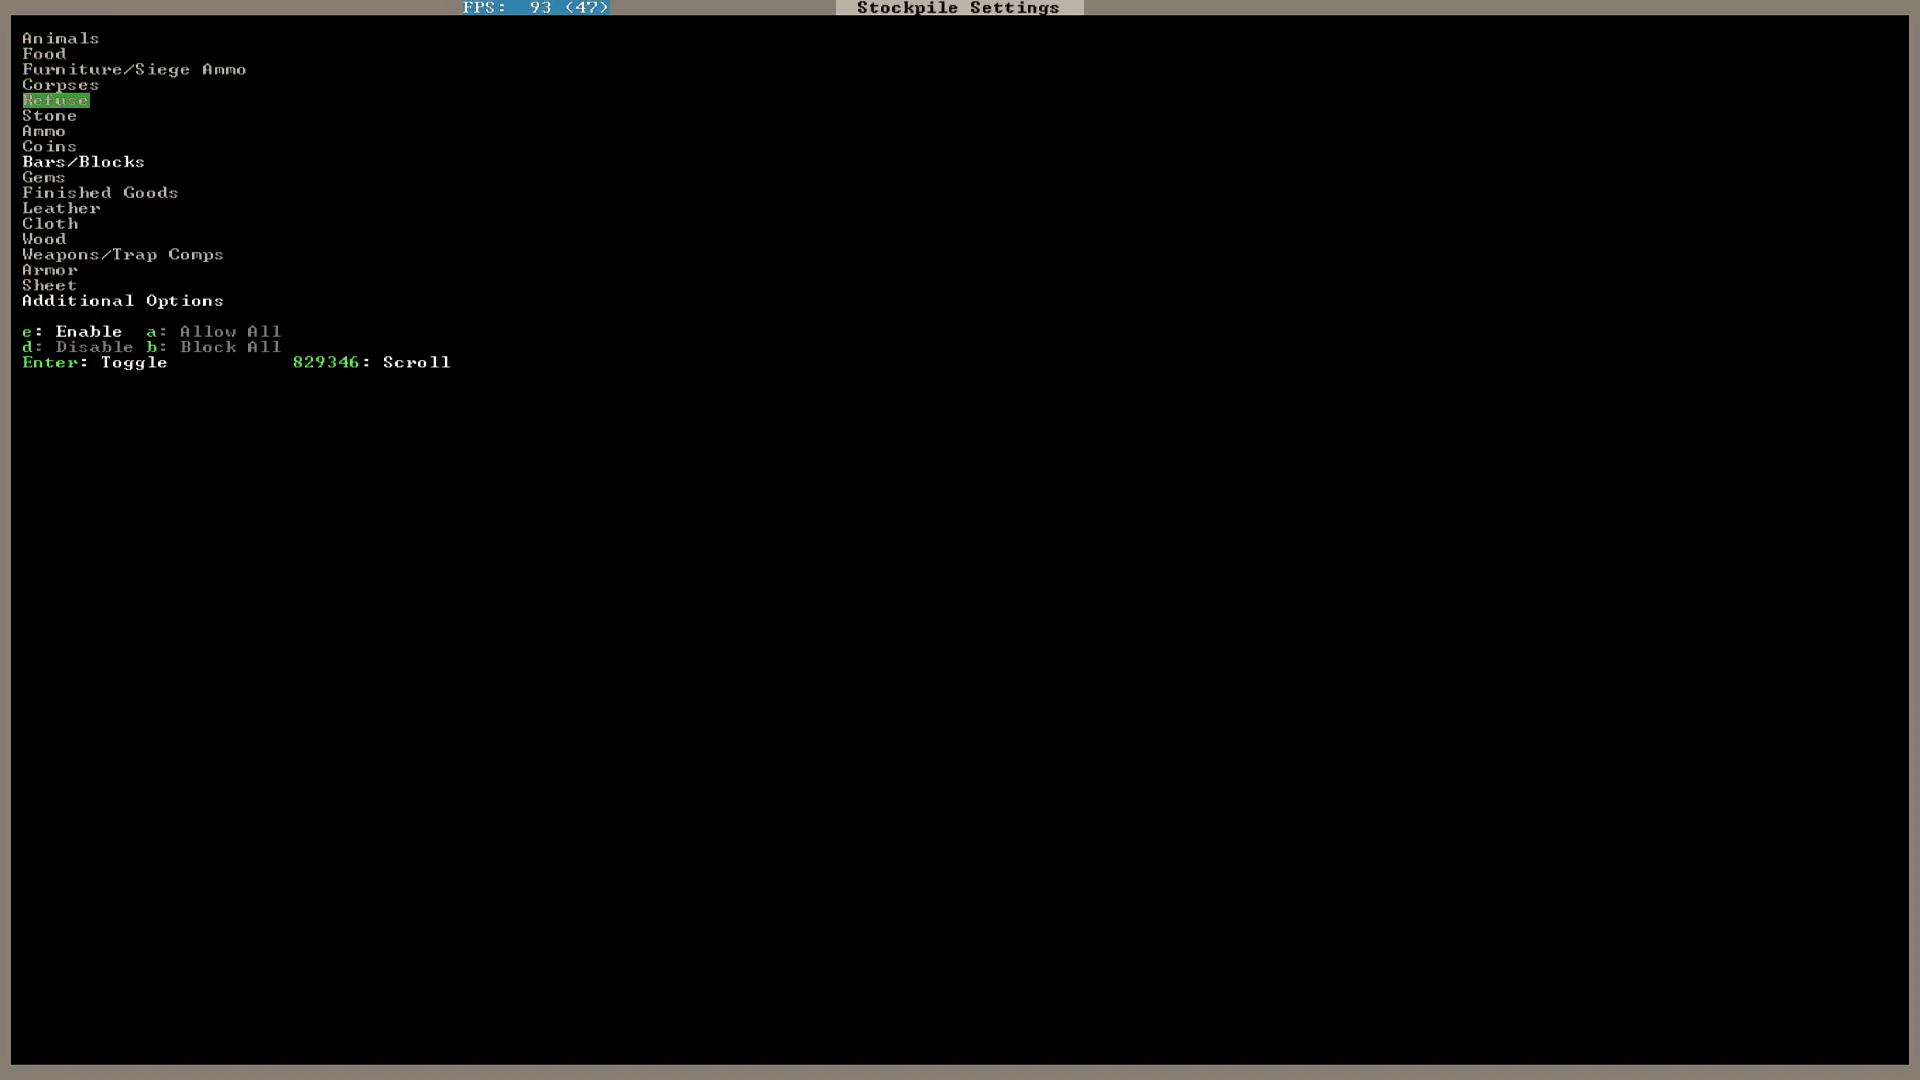 FPS: 93 (47)
Stockpile Settings
Animals
Food
Furniture/Siege Ammo
Corpses
Refuse
Stone
Ammo
Coins
Bars/Blocks
Gems
Finished Goods
Leather
Cloth
Wood
Weapons/Trap Comps
Armor
Sheet
Additional Options
e: Enable a: Allow All
d: Disable b: Block All
Enter: Toggle 829346: Scroll